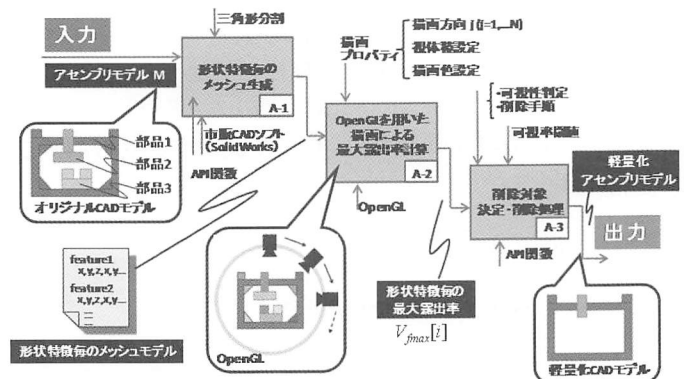 三角形分割
入力
アセンブリモデル M
形状特徴毎の
メッシュ生成
A-1
市販CADソフト
(SolidWorks)
API関数
部品1
部品2
部品3
オリジナルCADモデル
feature1
x,y,z,x,y,...
feature2
x,y,z,x,y,...
形状特徴毎のメッシュモデル
描画
プロパティ
描画方向 j(j=1,...N)
視体積設定
描画色設定
OpenGLを用いた
描画による
最大露出率計算
A-2
OpenGL
OpenGL
・可視性判定
・削除手順
可視率閾値
削除対象
決定・削除処理
A-3
API関数
形状特徴毎の
最大露出率
Vfmax[i]
軽量化
アセンブリモデル
出力
軽量化CADモデル